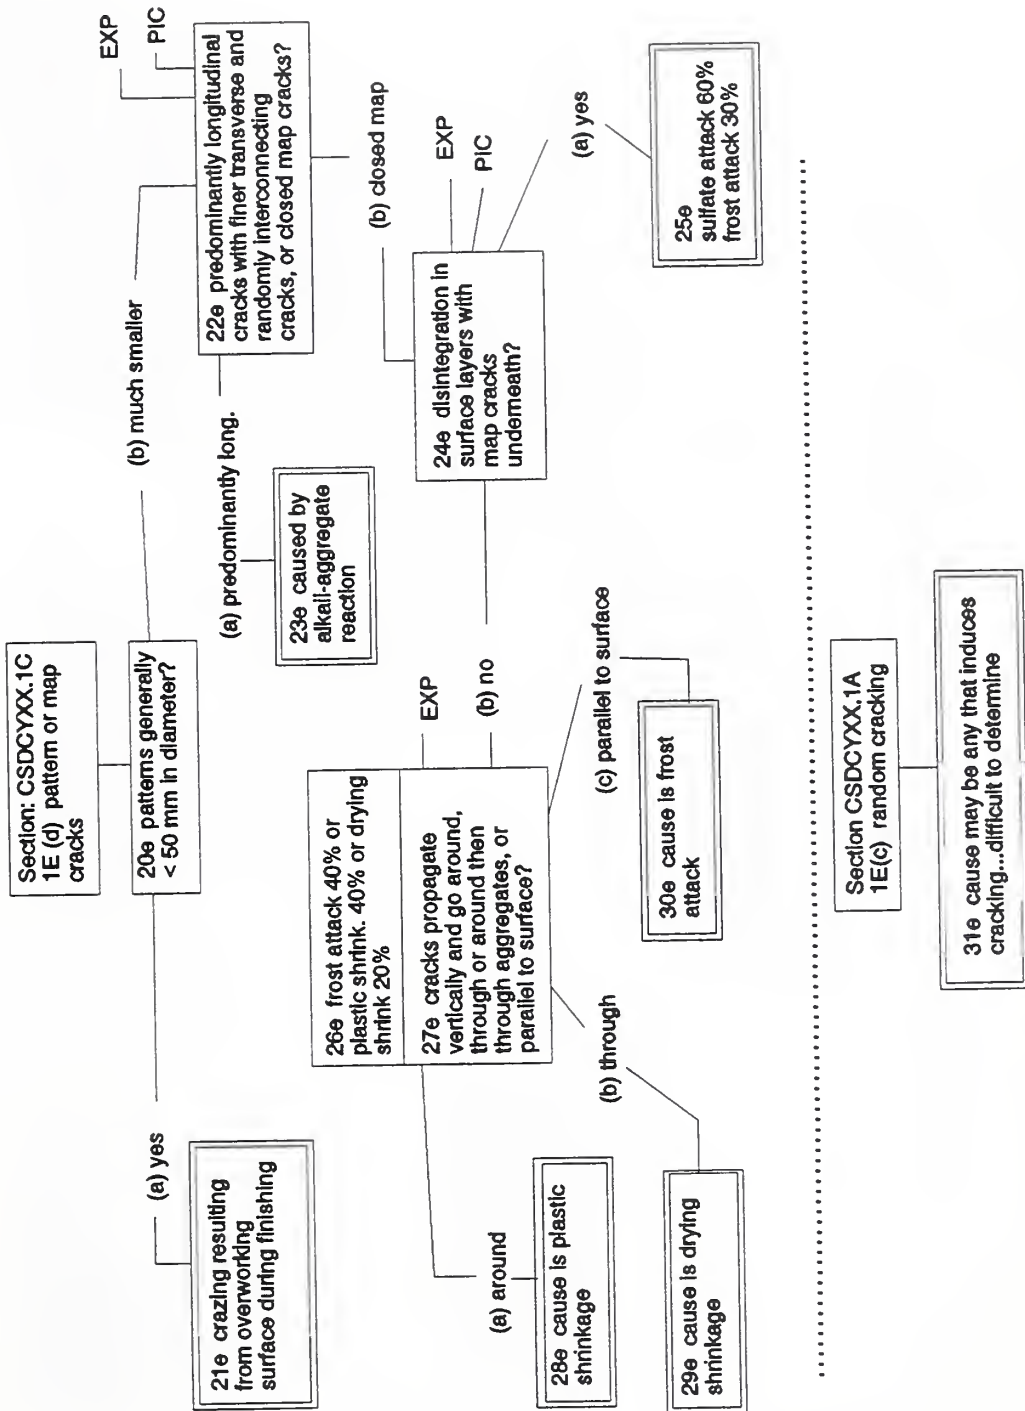 Section: CSDCYXX.1C
1E (d) pattern or map
cracks
20e patterns generally
< 50 mm in diameter?
(a) yes
(b) much smaller
21e crazing resulting
from overworking
surface during finishing
EXP
PIC
22e predominantly longitudinal
cracks with finer transverse and
randomly interconnecting
cracks, or closed map cracks?
(a) predominantly long.
(b) closed map
23e caused by
alkali-aggregate
reaction
EXP
PIC
24e disintegration in
surface layers with
map cracks
underneath?
(a) yes
(b) no
25e
sulfate attack 60%
frost attack 30%
26e frost attack 40% or
plastic shrink. 40% or drying
shrink 20%
EXP
27e cracks propagate
vertically and go around,
through or around then
through aggregates, or
parallel to surface?
(a) around
(b) through
(c) parallel to surface
28e cause is plastic
shrinkage
29e cause is drying
shrinkage
30e cause is frost
attack
Section CSDCYXX.1A
1E(c) random cracking
31e cause may be any that induces
cracking...difficult to determine